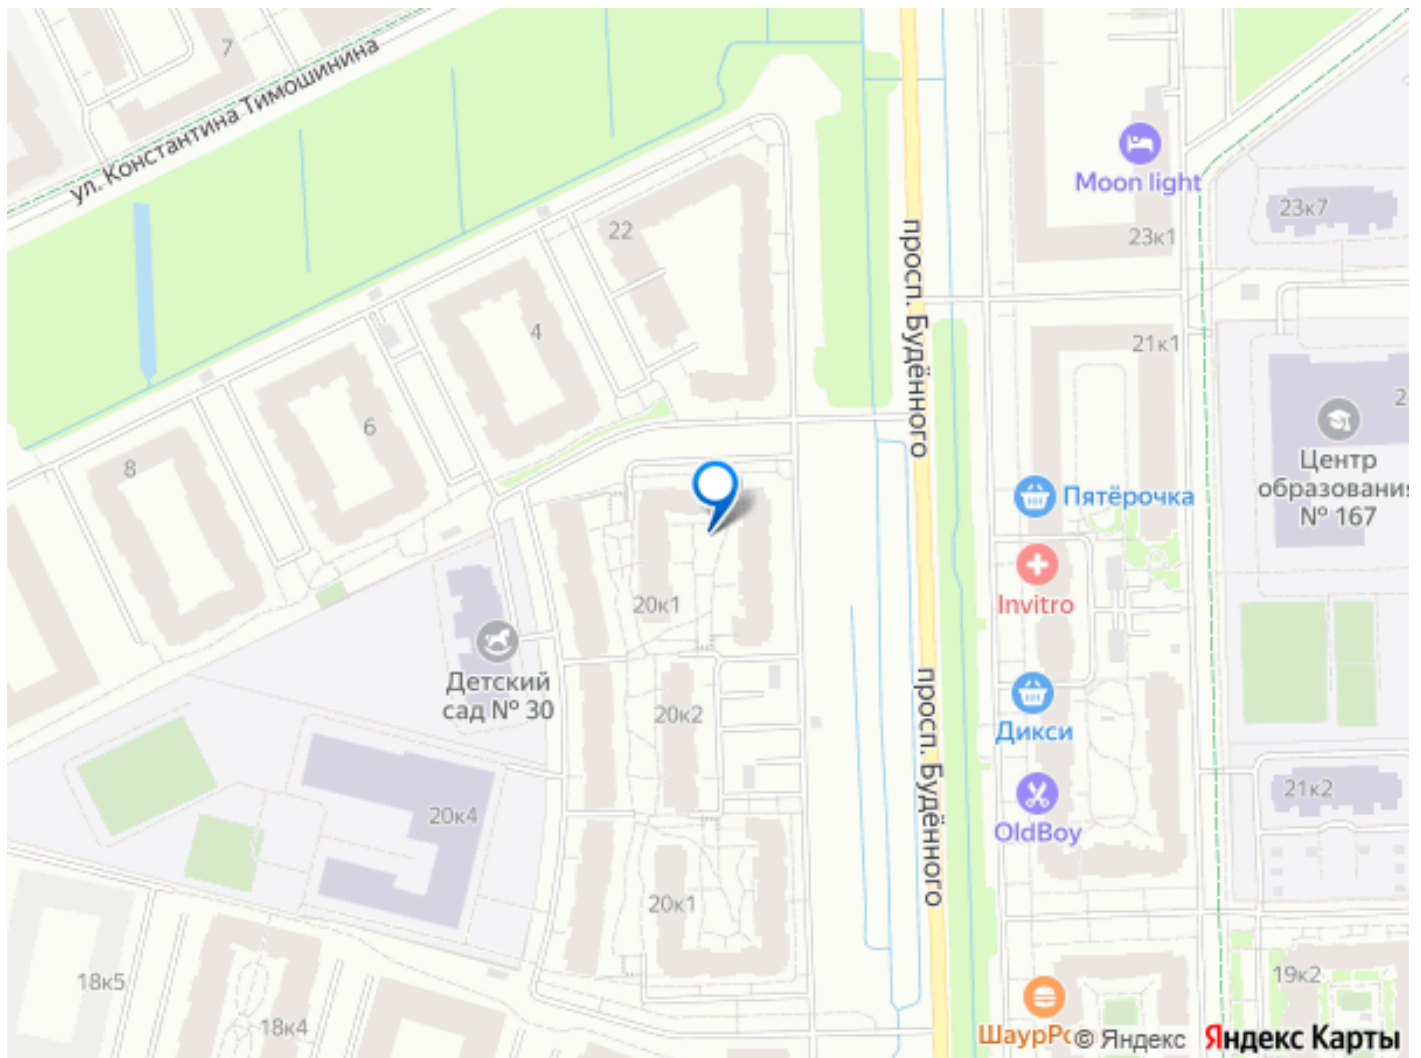 7
ул. Константина Тимошинина
Moon light
23к7
22
23к1
просп. Будённого
4
21к1
6
8
Центр
образования
№ 167
Пятёрочка
Invitro
20к1
Детский
сад № 30
20к2
Дикси
просп. Будённого
21к2
20к4
OldBoy
20к1
18к5
19к2
18к4
© Яндекс
Яндекс Карты